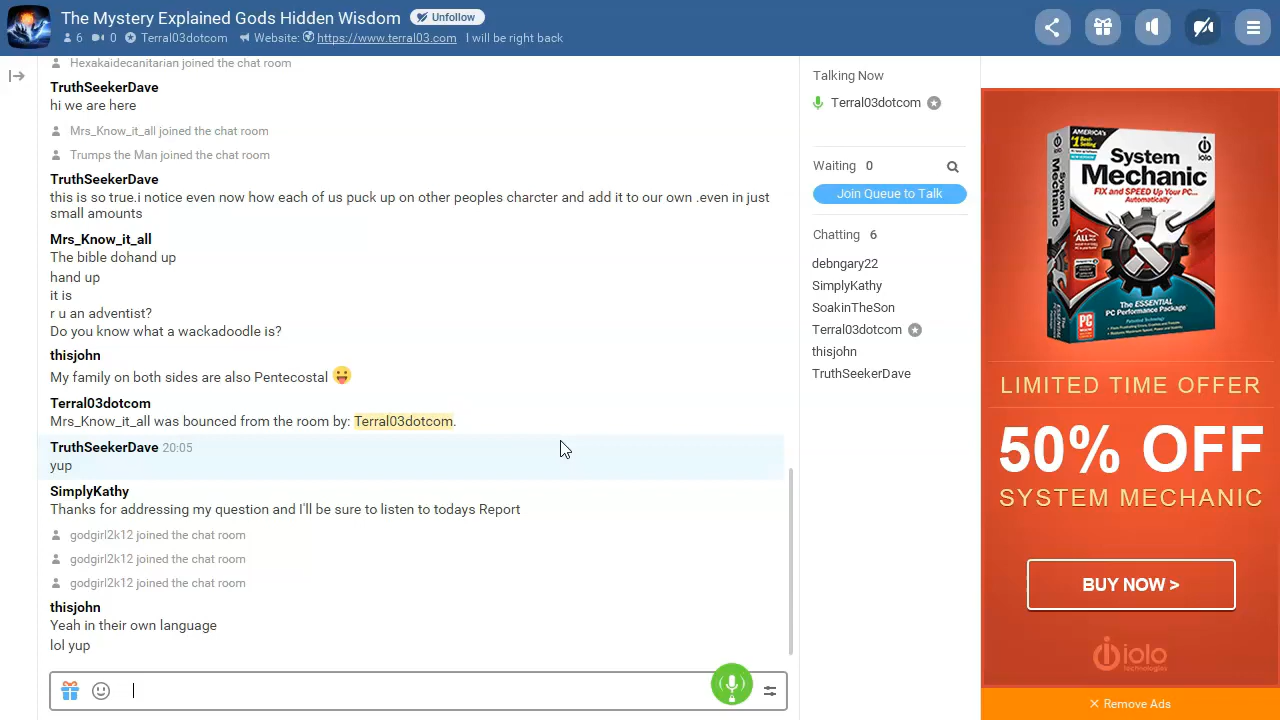 The Mystery Explained Gods Hidden Wisdom
Unfollow
6 0 Terral03dotcom Website: https://www.terral03.com I will be right back
Hexakaidecanitarian joined the chat room
TruthSeekerDave
hi we are here
Mrs_Know_it_all joined the chat room
Trumps the Man joined the chat room
TruthSeekerDave
this is so true.i notice even now how each of us puck up on other peoples charcter and add it to our own .even in just
small amounts
Mrs_Know_it_all
The bible dohand up
hand up
it is
r u an adventist?
Do you know what a wackadoodle is?
thisjohn
My family on both sides are also Pentecostal
Terral03dotcom
Mrs_Know_it_all was bounced from the room by: Terral03dotcom.
TruthSeekerDave 20:05
yup
SimplyKathy
Thanks for addressing my question and I'll be sure to listen to todays Report
godgirl2k12 joined the chat room
godgirl2k12 joined the chat room
godgirl2k12 joined the chat room
thisjohn
Yeah in their own language
lol yup
Talking Now
Terral03dotcom
Waiting 0
Join Queue to Talk
Chatting 6
debngary22
SimplyKathy
SoakinTheSon
Terral03dotcom
thisjohn
TruthSeekerDave
AMERICA'S
#1 Best-
Selling
iolo
System
Mechanic
FIX and SPEED Up Your PC...
Automatically
System Mechanic
The ESSENTIAL
PC Performance Package
LIMITED TIME OFFER
50% OFF
SYSTEM MECHANIC
BUY NOW >
iolo
technologies
Remove Ads